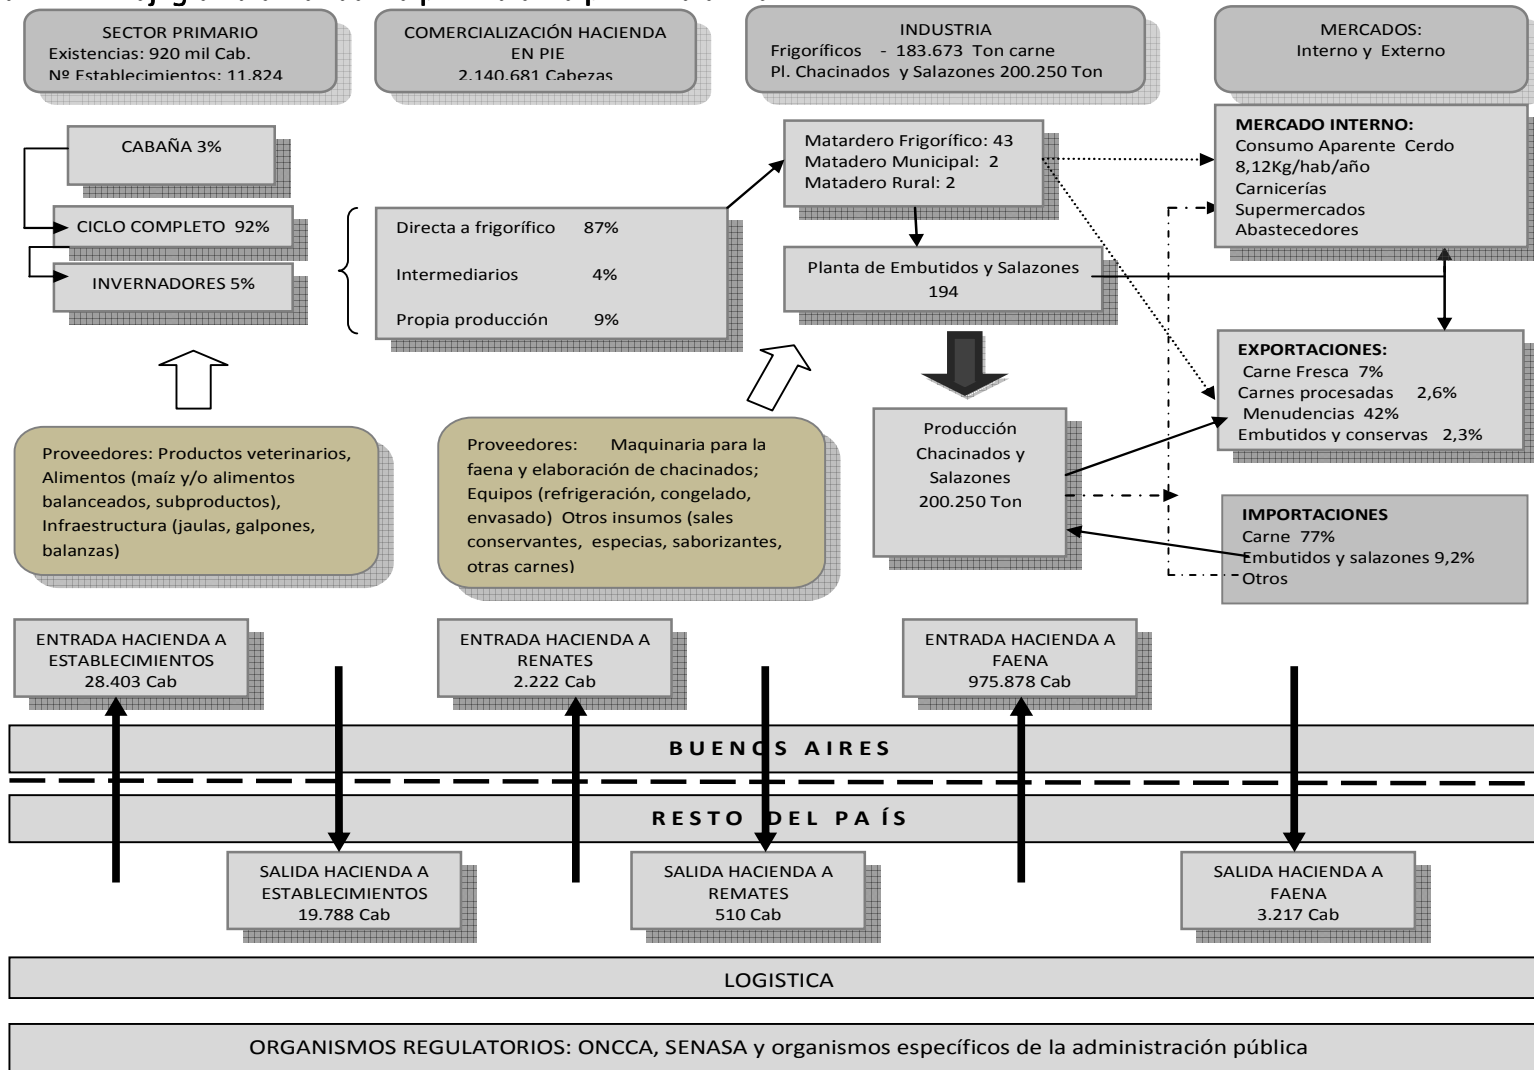 SECTOR PRIMARIO
Existencias: 920 mil Cab.
Nº Establecimientos: 11.824
COMERCIALIZACIÓN HACIENDA
EN PIE
2.140.681 Cabezas
INDUSTRIA
Frigoríficos - 183.673 Ton carne
Pl. Chacinados y Salazones 200.250 Ton
MERCADOS:
Interno y Externo
CABAÑA 3%
CICLO COMPLETO 92%
INVERNADORES 5%
Directa a frigorífico 87%
Intermediarios 4%
Propia producción 9%
Matardero Frigorífico: 43
Matadero Municipal: 2
Matadero Rural: 2
Planta de Embutidos y Salazones
194
MERCADO INTERNO:
Consumo Aparente Cerdo
8,12Kg/hab/año
Carnicerías
Supermercados
Abastecedores
EXPORTACIONES:
Carne Fresca 7%
Carnes procesadas 2,6%
Menudencias 42%
Embutidos y conservas 2,3%
Proveedores: Productos veterinarios,
Alimentos (maíz y/o alimentos
balanceados, subproductos),
Infraestructura (jaulas, galpones,
balanzas)
Proveedores: Maquinaria para la
faena y elaboración de chacinados;
Equipos (refrigeración, congelado,
envasado) Otros insumos (sales
conservantes, especias, saborizantes,
otras carnes)
Producción
Chacinados y
Salazones
200.250 Ton
IMPORTACIONES
Carne 77%
Embutidos y salazones 9,2%
Otros
ENTRADA HACIENDA A
ESTABLECIMIENTOS
28.403 Cab
ENTRADA HACIENDA A
RENATES
2.222 Cab
ENTRADA HACIENDA A
FAENA
975.878 Cab
BUENOS AIRES
RESTO DEL PAÍS
SALIDA HACIENDA A
ESTABLECIMIENTOS
19.788 Cab
SALIDA HACIENDA A
REMATES
510 Cab
SALIDA HACIENDA A
FAENA
3.217 Cab
LOGISTICA
ORGANISMOS REGULATORIOS: ONCCA, SENASA y organismos específicos de la administración pública